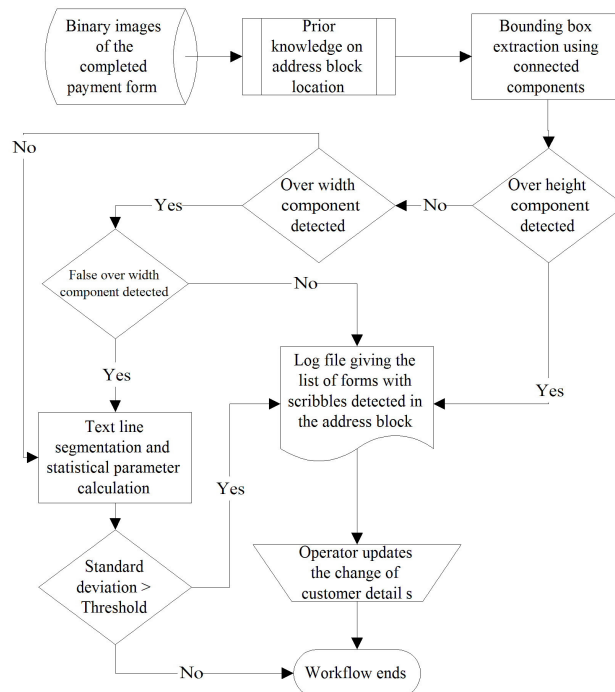 Binary images
of the
completed
payment form
Prior
knowledge on
address block
location
Bounding box
extraction using
connected
components
No
Over width
component
detected
Over height
component
detected
Yes
No
False over width
component detected
No
Yes
Log file giving the
list of forms with
scribbles detected in
the address block
Yes
Text line
segmentation and
statistical parameter
calculation
Yes
Standard
deviation >
Threshold
Operator updates
the change of
customer detail s
No
Workflow ends